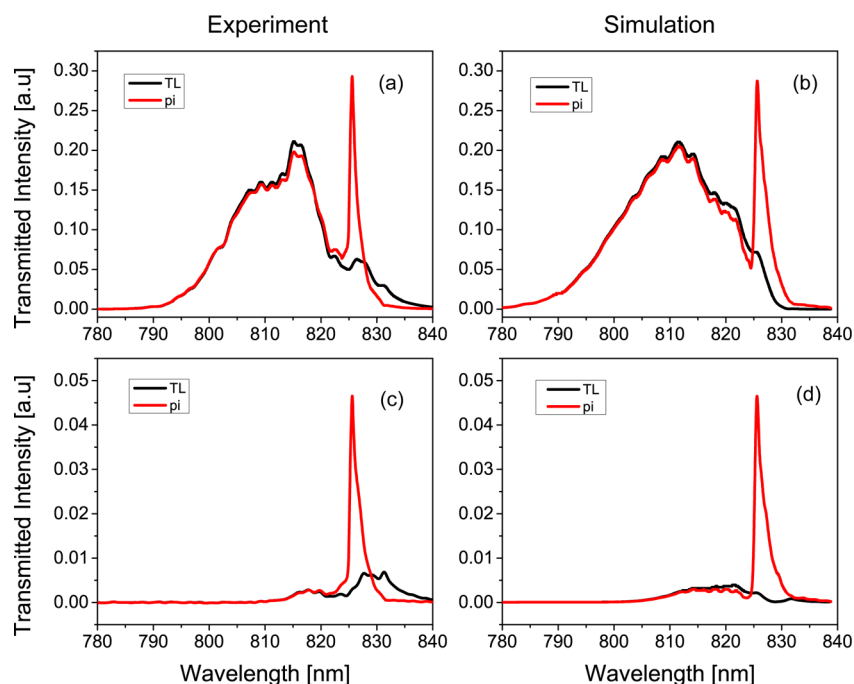 Experiment Simulation
(a)
TL
pi
Transmitted Intensity [a.u]
0.30
0.25
0.20
0.15
0.10
0.05
0.00
780 790 800 810 820 830 840
(b)
TL
pi
Transmitted Intensity [a.u]
0.30
0.25
0.20
0.15
0.10
0.05
0.00
780 790 800 810 820 830 840
(c)
TL
pi
Transmitted Intensity [a.u]
0.05
0.04
0.03
0.02
0.01
0.00
780 790 800 810 820 830 840
Wavelength [nm]
(d)
TL
pi
Transmitted Intensity [a.u]
0.05
0.04
0.03
0.02
0.01
0.00
780 790 800 810 820 830 840
Wavelength [nm]